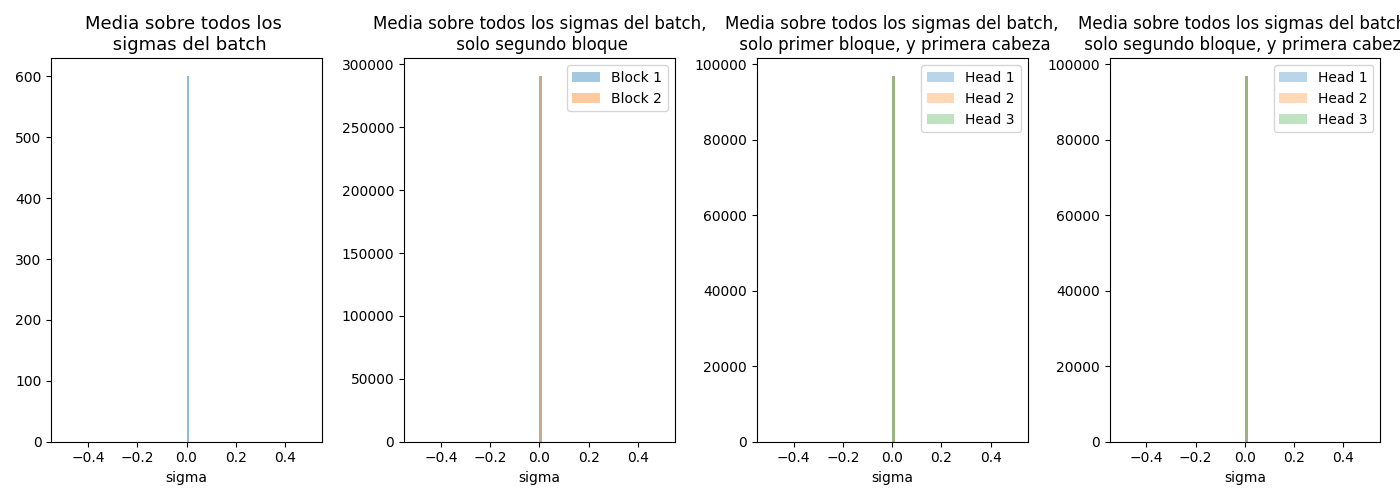 Media sobre todos los
sigmas del batch
600
500
400
300
200
100
0
−0.4 −0.2 0.0 0.2 0.4
sigma
Media sobre todos los sigmas del batch,
solo segundo bloque
Block 1
Block 2
300000
250000
200000
150000
100000
50000
0
−0.4 −0.2 0.0 0.2 0.4
sigma
Media sobre todos los sigmas del batch,
solo primer bloque, y primera cabeza
Head 1
Head 2
Head 3
100000
80000
60000
40000
20000
0
−0.4 −0.2 0.0 0.2 0.4
sigma
Media sobre todos los sigmas del batch
solo segundo bloque, y primera cabez
Head 1
Head 2
Head 3
100000
80000
60000
40000
20000
0
−0.4 −0.2 0.0 0.2 0.4
sigma